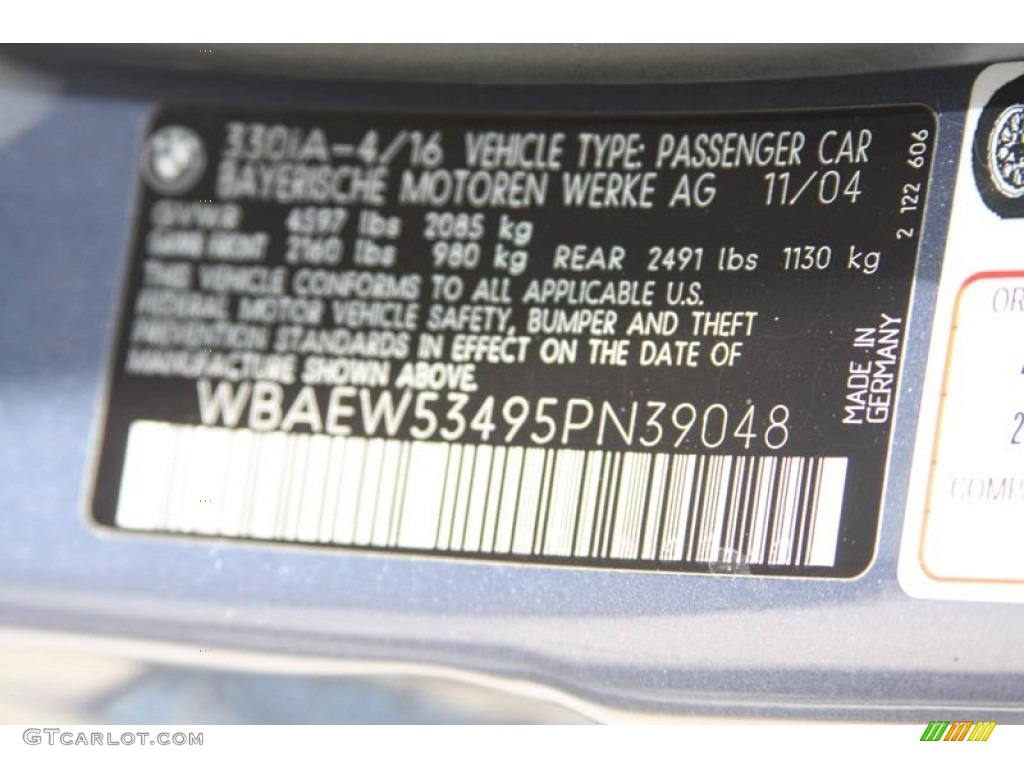 330iA-4/16 VEHICLE TYPE: PASSENGER CAR
BAYERISCHE MOTOREN WERKE AG 11/04
GVWR 4597 lbs 2085 kg
GAWR FRONT 2160 lbs 980 kg REAR 2491 lbs 1130 kg
THIS VEHICLE CONFORMS TO ALL APPLICABLE U.S.
FEDERAL MOTOR VEHICLE SAFETY, BUMPER AND THEFT
PREVENTION STANDARDS IN EFFECT ON THE DATE OF
MANUFACTURE SHOWN ABOVE.
WBAEW53495PN39048
MADE IN
GERMANY
2 122 606
OR
2
COMP
GTCarLot.com